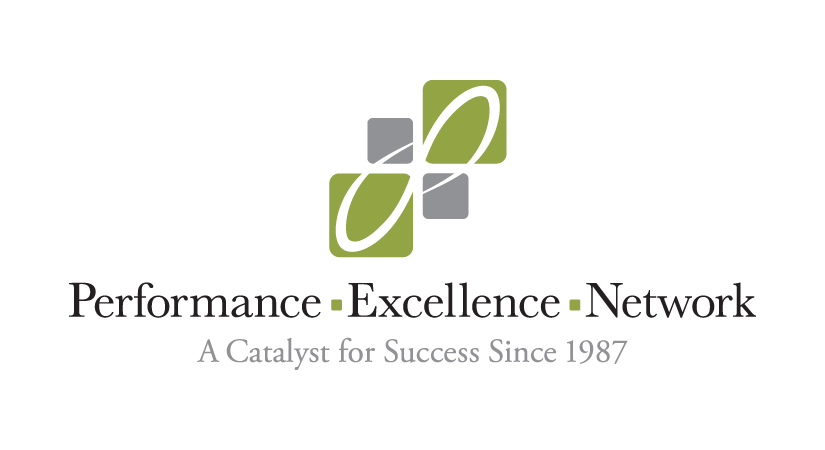 Performance ▪ Excellence ▪ Network
A Catalyst for Success Since 1987